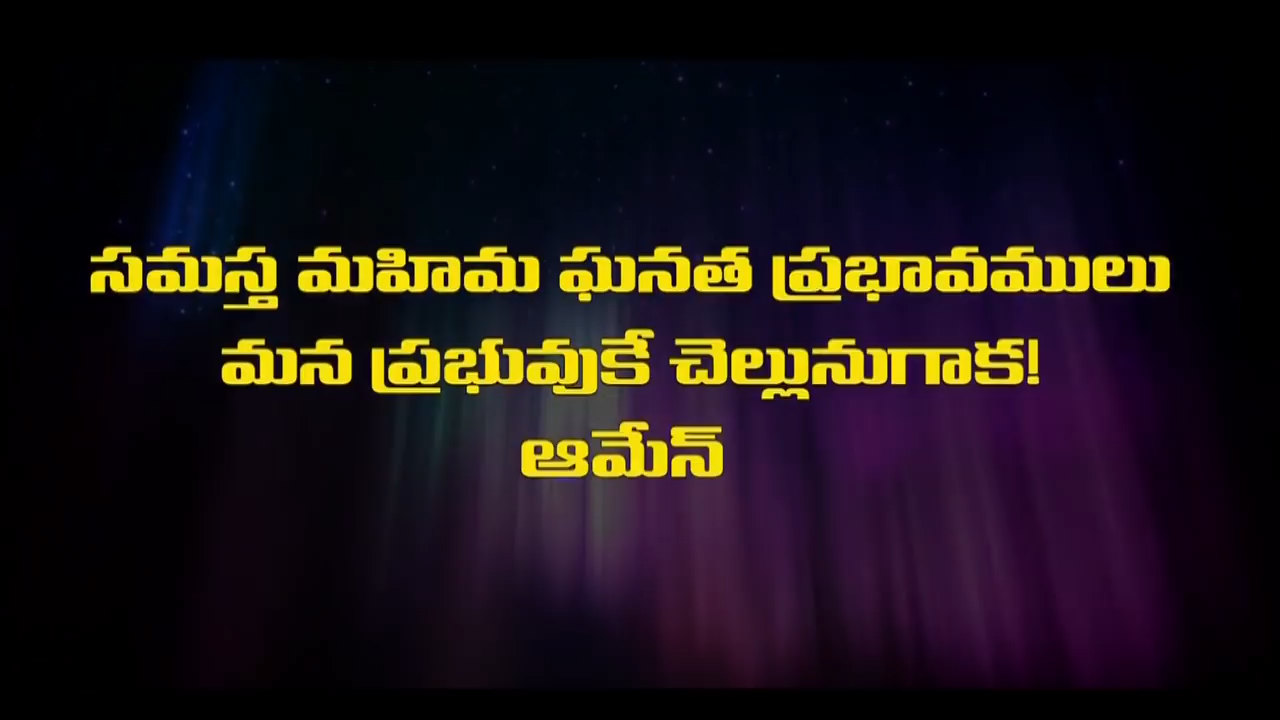 సమస్త మహిమ ఘనత ప్రభావములు
మన ప్రభువుకే చెల్లునుగాక!
ఆమేన్